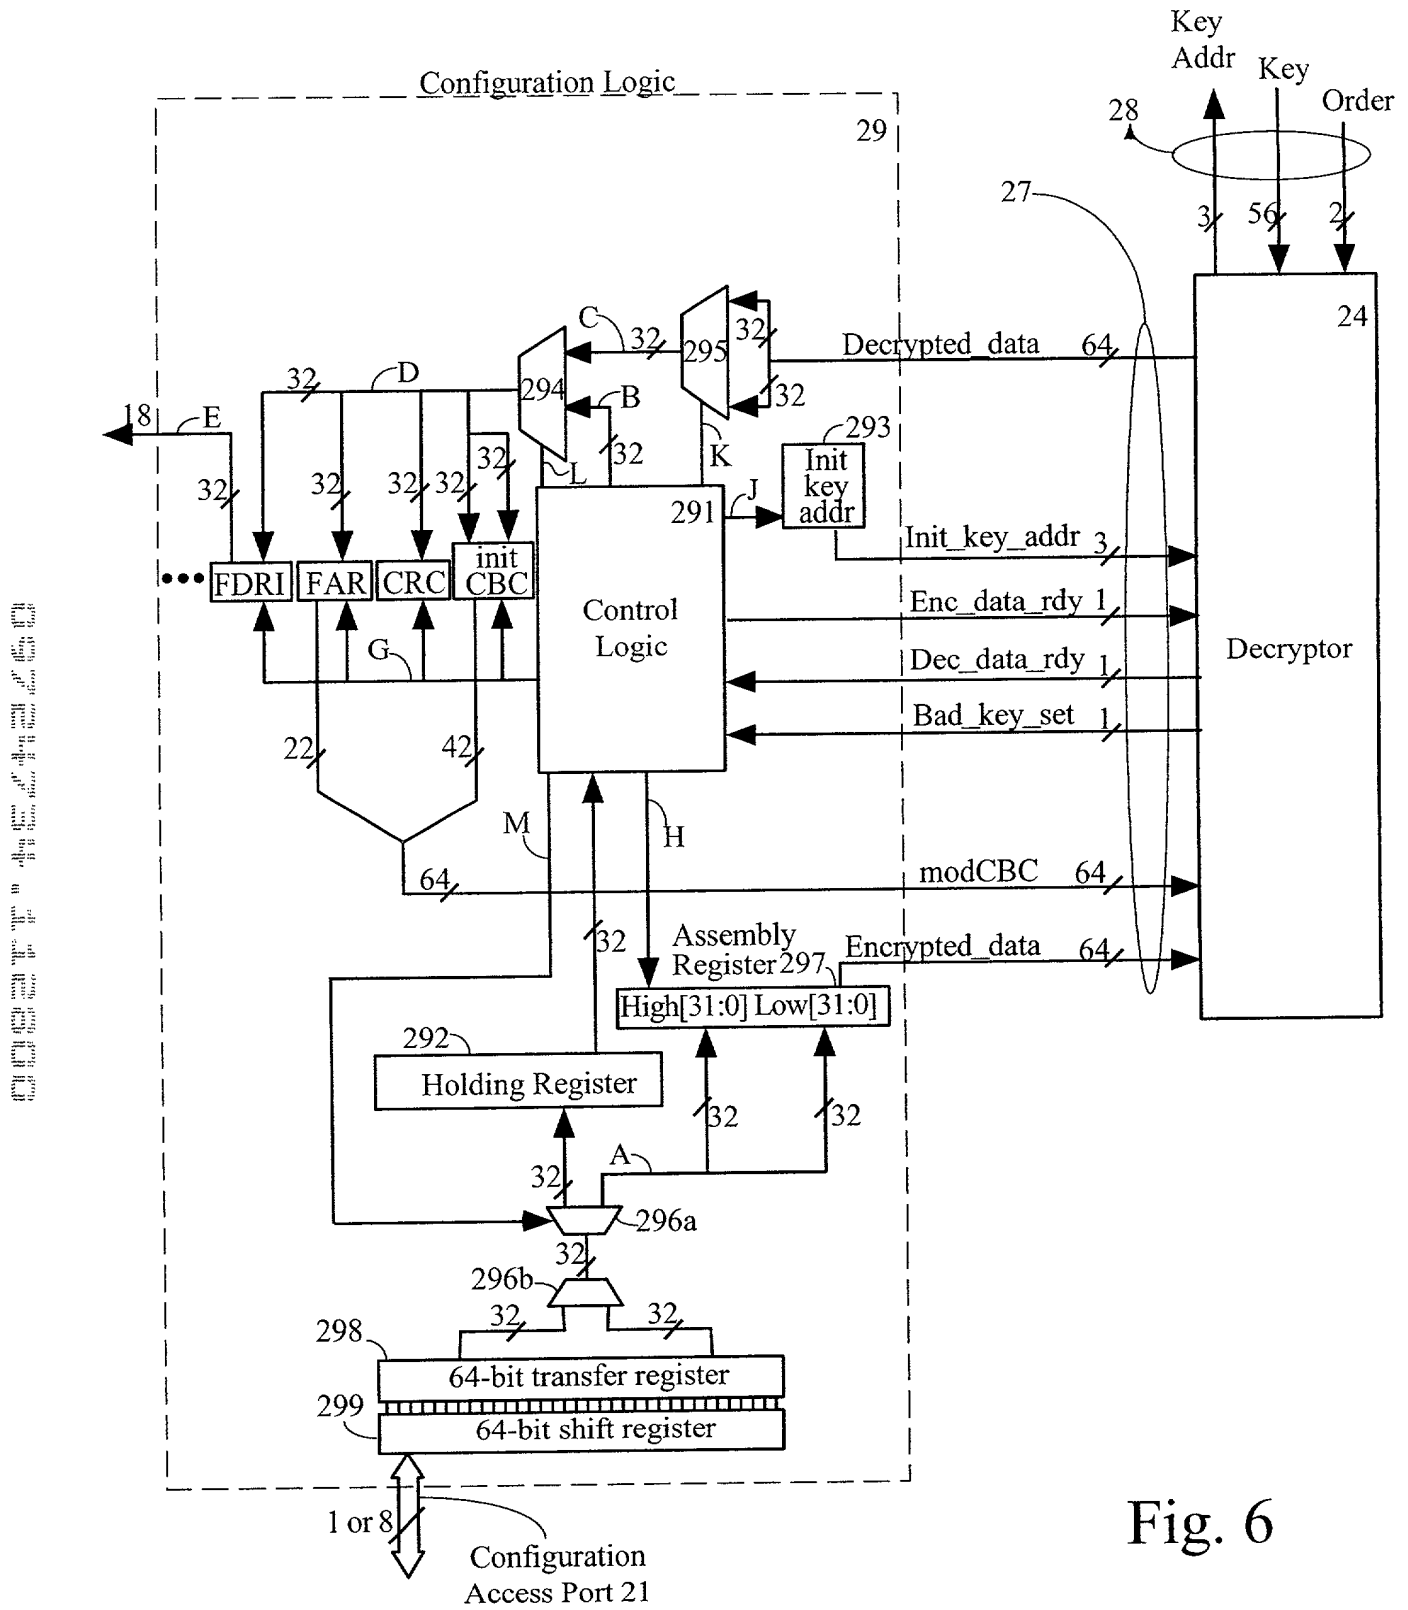 Key
Addr
Key
Order
Configuration Logic
29
28
27
3
56
2
24
C
32
295
32
32
Decrypted_data
64
294
B
32
D
32
18
E
32
32
32
32
32
L
K
293
Init
key
addr
J
291
Init_key_addr
3
FDRI
FAR
CRC
init
CBC
Control
Logic
Enc_data_rdy
1
Decryptor
G
Dec_data_rdy
1
Bad_key_set
1
22
42
M
H
64
modCBC
64
32
Assembly
Register
297
Encrypted_data
64
High[31:0] Low[31:0]
292
Holding Register
32
32
A
32
296a
32
296b
32
32
298
64-bit transfer register
299
64-bit shift register
1 or 8
Configuration
Access Port 21
Fig. 6
09724734.112800